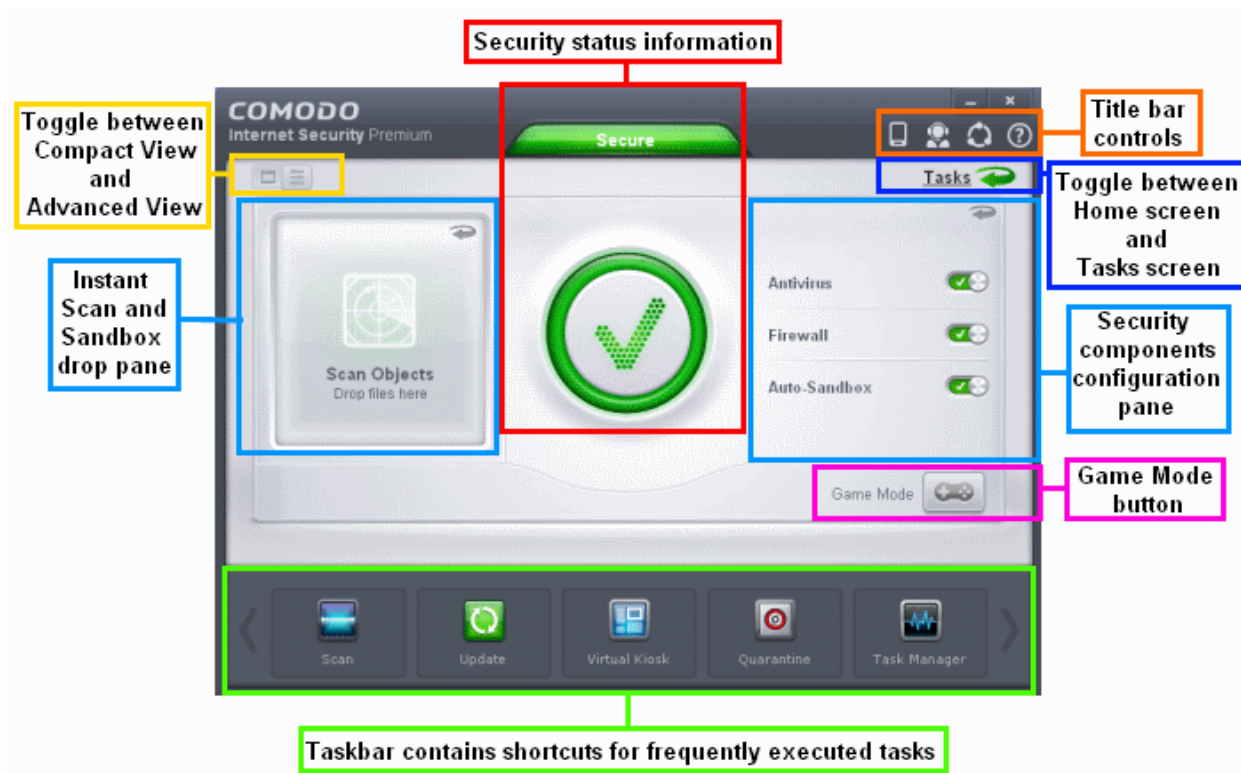 Security status information
Toggle between
Compact View
and
Advanced View
COMODO
Internet Security Premium
Secure
Title bar
controls
Tasks
Toggle between
Home screen
and
Tasks screen
Instant
Scan and
Sandbox
drop pane
Scan Objects
Drop files here
Antivirus
Firewall
Auto-Sandbox
Security
components
configuration
pane
Game Mode
Game Mode
button
Scan
Update
Virtual Kiosk
Quarantine
Task Manager
Taskbar contains shortcuts for frequently executed tasks